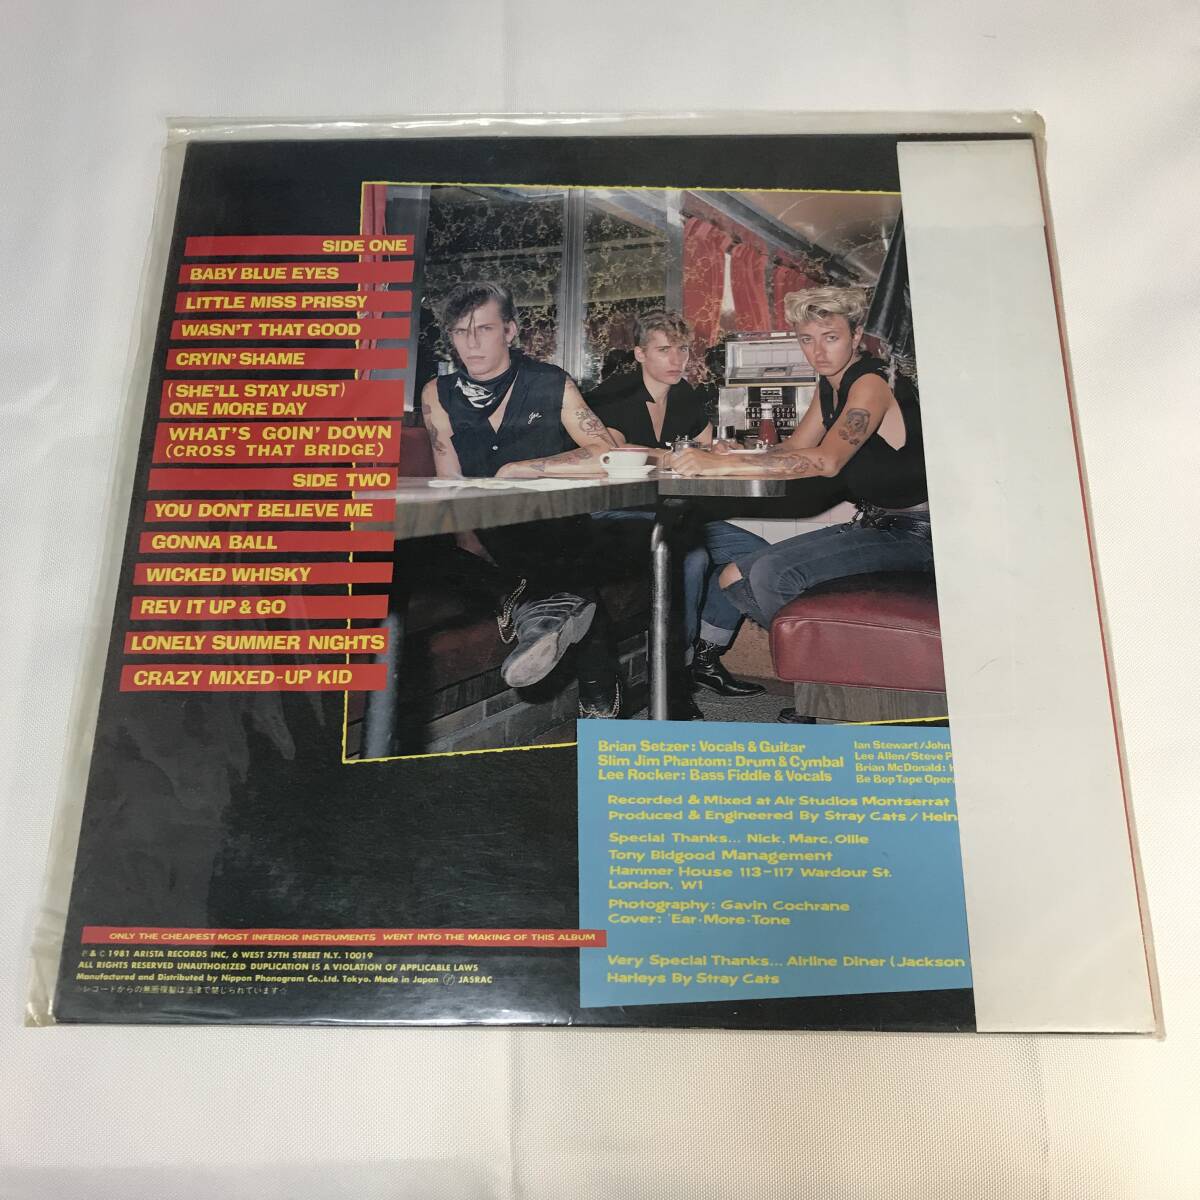 SIDE ONE
BABY BLUE EYES
LITTLE MISS PRISSY
WASN'T THAT GOOD
CRYIN' SHAME
(SHE'LL STAY JUST)
ONE MORE DAY
WHAT'S GOIN' DOWN
(CROSS THAT BRIDGE)
SIDE TWO
YOU DONT BELIEVE ME
GONNA BALL
WICKED WHISKY
REV IT UP & GO
LONELY SUMMER NIGHTS
CRAZY MIXED-UP KID
Brian Setzer: Vocals & Guitar
Slim Jim Phantom: Drum & Cymbal
Lee Rocker: Bass Fiddle & Vocals
Ian Stewart/John
Lee Allen/Steve
Brian McDonald:
Be Bop Tape
Recorded & Mixed at Air Studios Montserrat
Produced & Engineered By Stray Cats / Hein
Special Thanks... Nick, Marc, Ollie
Tony Bidgood Management
Hammer House 113-117 Wardour St.
London, W1
Photography: Gavin Cochrane
Cover: 'Ear-More-Tone
Very Special Thanks... Airline Diner (Jackson
Harleys By Stray Cats
ONLY THE CHEAPEST MOST INFERIOR INSTRUMENTS WENT INTO THE MAKING OF THIS ALBUM
℗ & © 1981 ARISTA RECORDS INC, 6 WEST 57TH STREET N.Y. 10019
ALL RIGHTS RESERVED UNAUTHORIZED DUPLICATION IS A VIOLATION OF APPLICABLE LAWS
Manufactured and Distributed by Nippon Phonogram Co., Ltd. Tokyo. Made in Japan JASRAC
☆レコードからの無断複製は法律で禁じられています☆